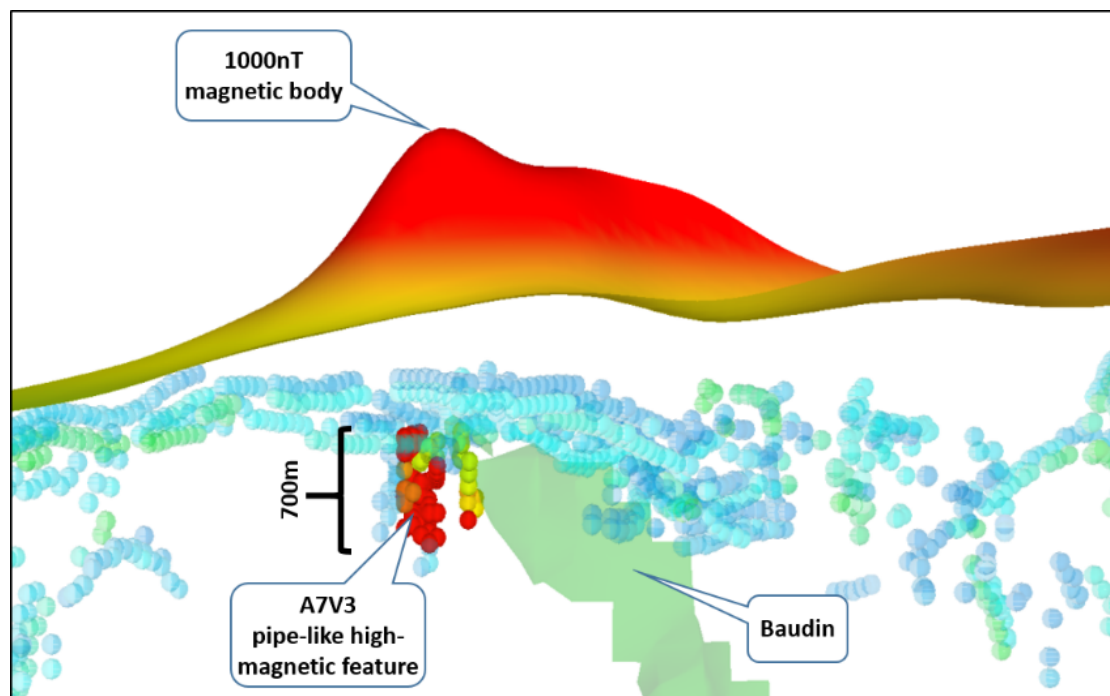 1000nT
magnetic body
700m
A7V3
pipe-like high-
magnetic feature
Baudin